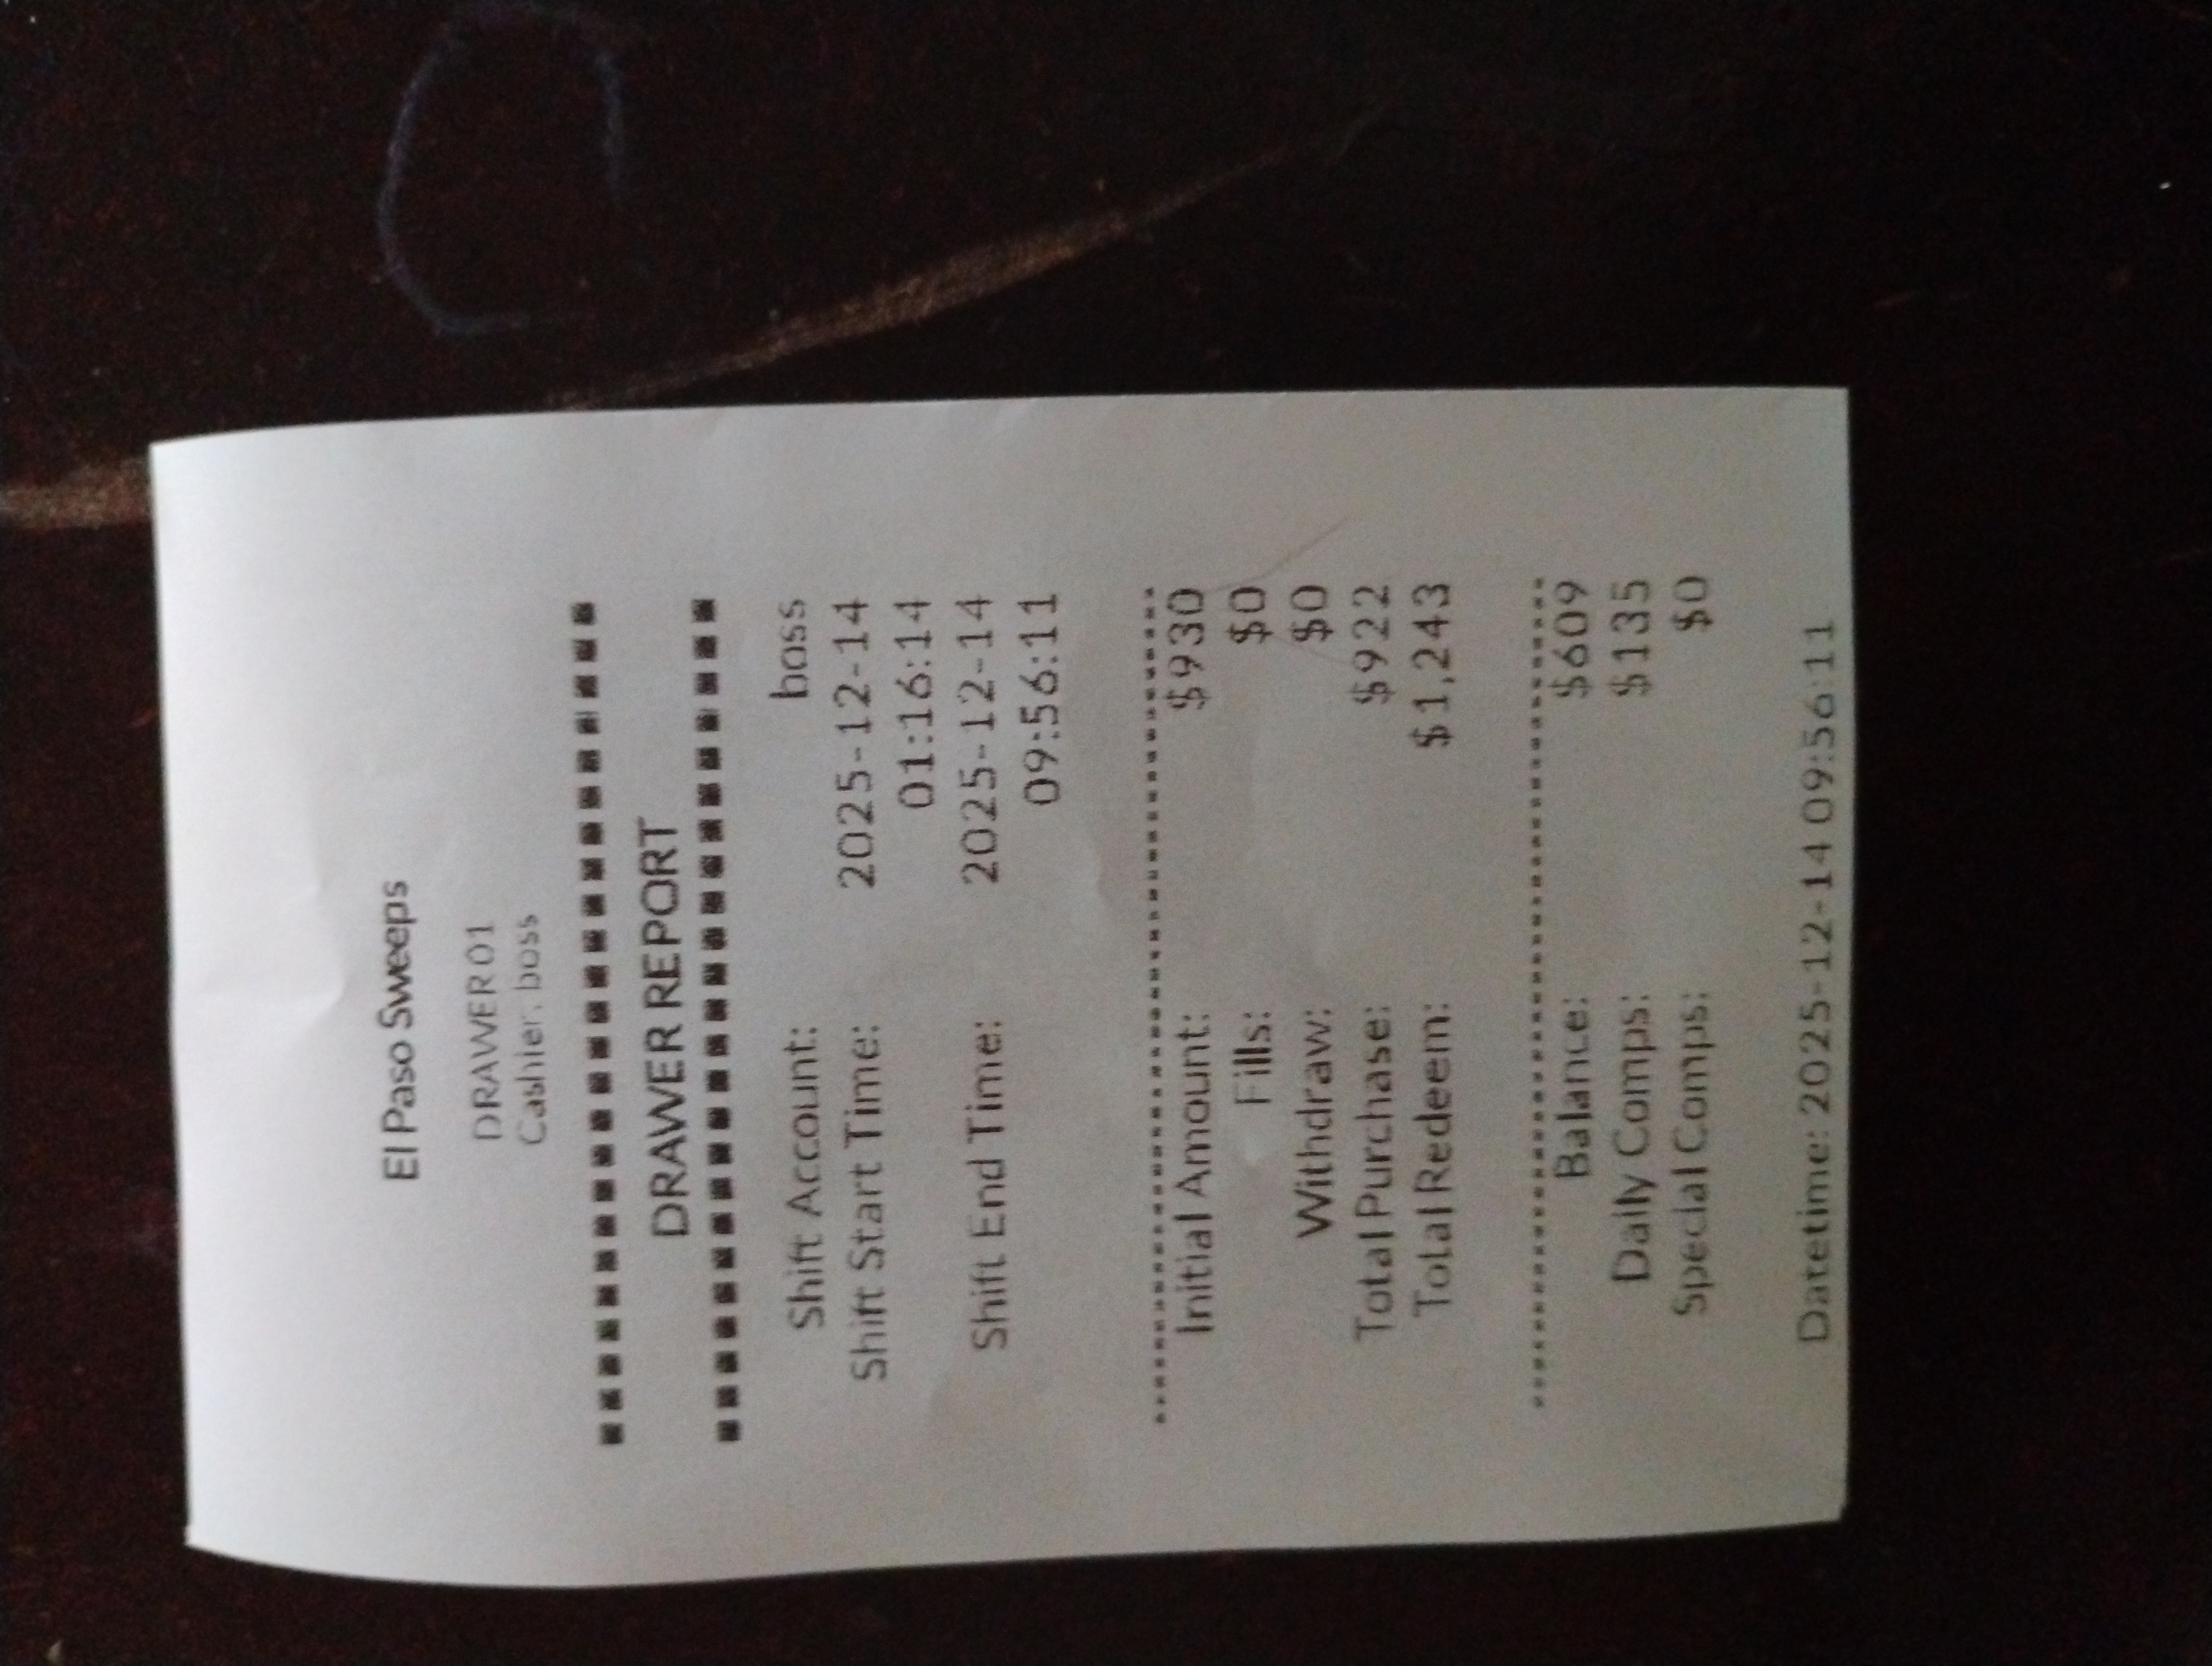 El Paso Sweeps
DRAWER01
Cashier: boss
DRAWER REPORT
Shift Account: boss
Shift Start Time: 2025-12-14
01:16:14
Shift End Time: 2025-12-14
09:56:11
Initial Amount: $930
Fills: $0
Withdraw: $0
Total Purchase: $922
Total Redeem: $1,243
Balance: $609
Daily Comps: $135
Special Comps: $0
Datetime: 2025-12-14 09:56:11